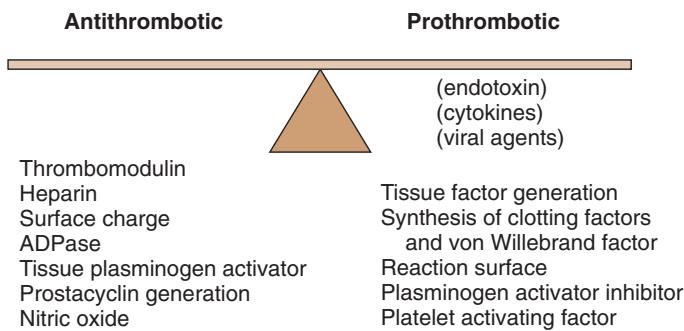 Antithrombotic
Prothrombotic
(endotoxin)
(cytokines)
(viral agents)
Thrombomodulin
Heparin
Surface charge
ADPase
Tissue plasminogen activator
Prostacyclin generation
Nitric oxide
Tissue factor generation
Synthesis of clotting factors
and von Willebrand factor
Reaction surface
Plasminogen activator inhibitor
Platelet activating factor